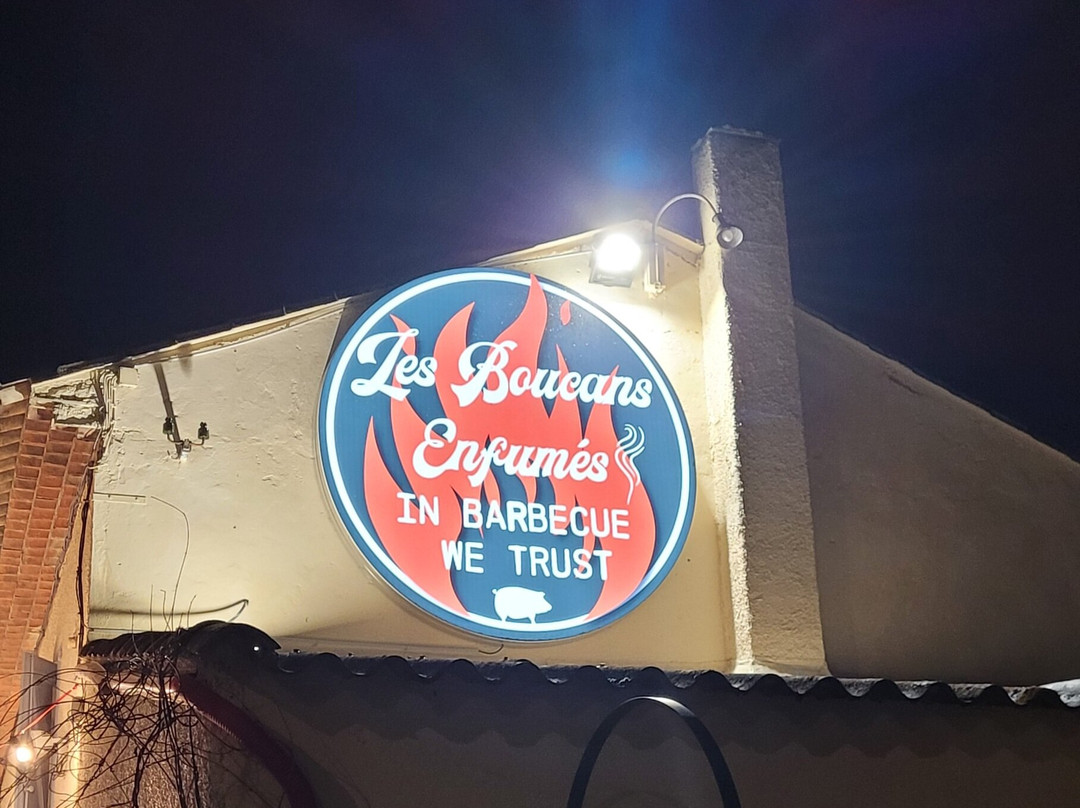 Les Boucans
Enfumés
IN BARBECUE
WE TRUST